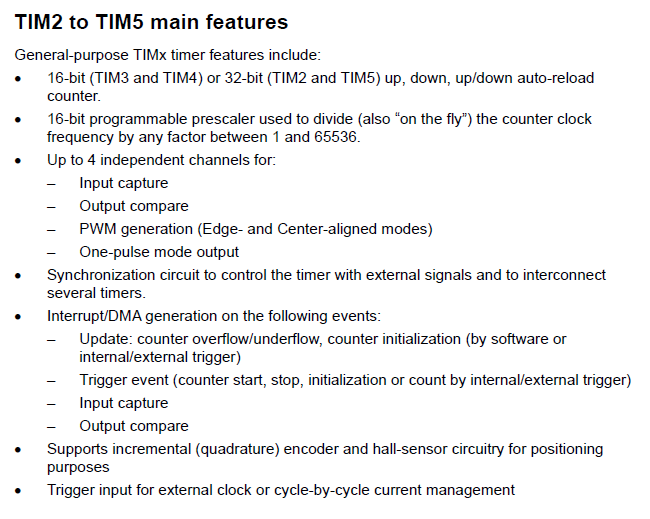 TIM2 to TIM5 main features
General-purpose TIMx timer features include:
• 16-bit (TIM3 and TIM4) or 32-bit (TIM2 and TIM5) up, down, up/down auto-reload
counter.
• 16-bit programmable prescaler used to divide (also “on the fly”) the counter clock
frequency by any factor between 1 and 65536.
• Up to 4 independent channels for:
– Input capture
– Output compare
– PWM generation (Edge- and Center-aligned modes)
– One-pulse mode output
• Synchronization circuit to control the timer with external signals and to interconnect
several timers.
• Interrupt/DMA generation on the following events:
– Update: counter overflow/underflow, counter initialization (by software or
internal/external trigger)
– Trigger event (counter start, stop, initialization or count by internal/external trigger)
– Input capture
– Output compare
• Supports incremental (quadrature) encoder and hall-sensor circuitry for positioning
purposes
• Trigger input for external clock or cycle-by-cycle current management